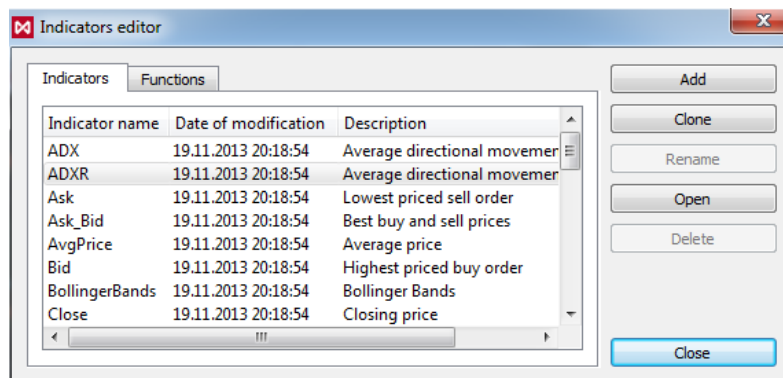 Indicators editor
Indicators Functions
Indicator name Date of modification Description
ADX 19.11.2013 20:18:54 Average directional movemer
ADXR 19.11.2013 20:18:54 Average directional movemer
Ask 19.11.2013 20:18:54 Lowest priced sell order
Ask_Bid 19.11.2013 20:18:54 Best buy and sell prices
AvgPrice 19.11.2013 20:18:54 Average price
Bid 19.11.2013 20:18:54 Highest priced buy order
BollingerBands 19.11.2013 20:18:54 Bollinger Bands
Close 19.11.2013 20:18:54 Closing price
Add
Clone
Rename
Open
Delete
Close